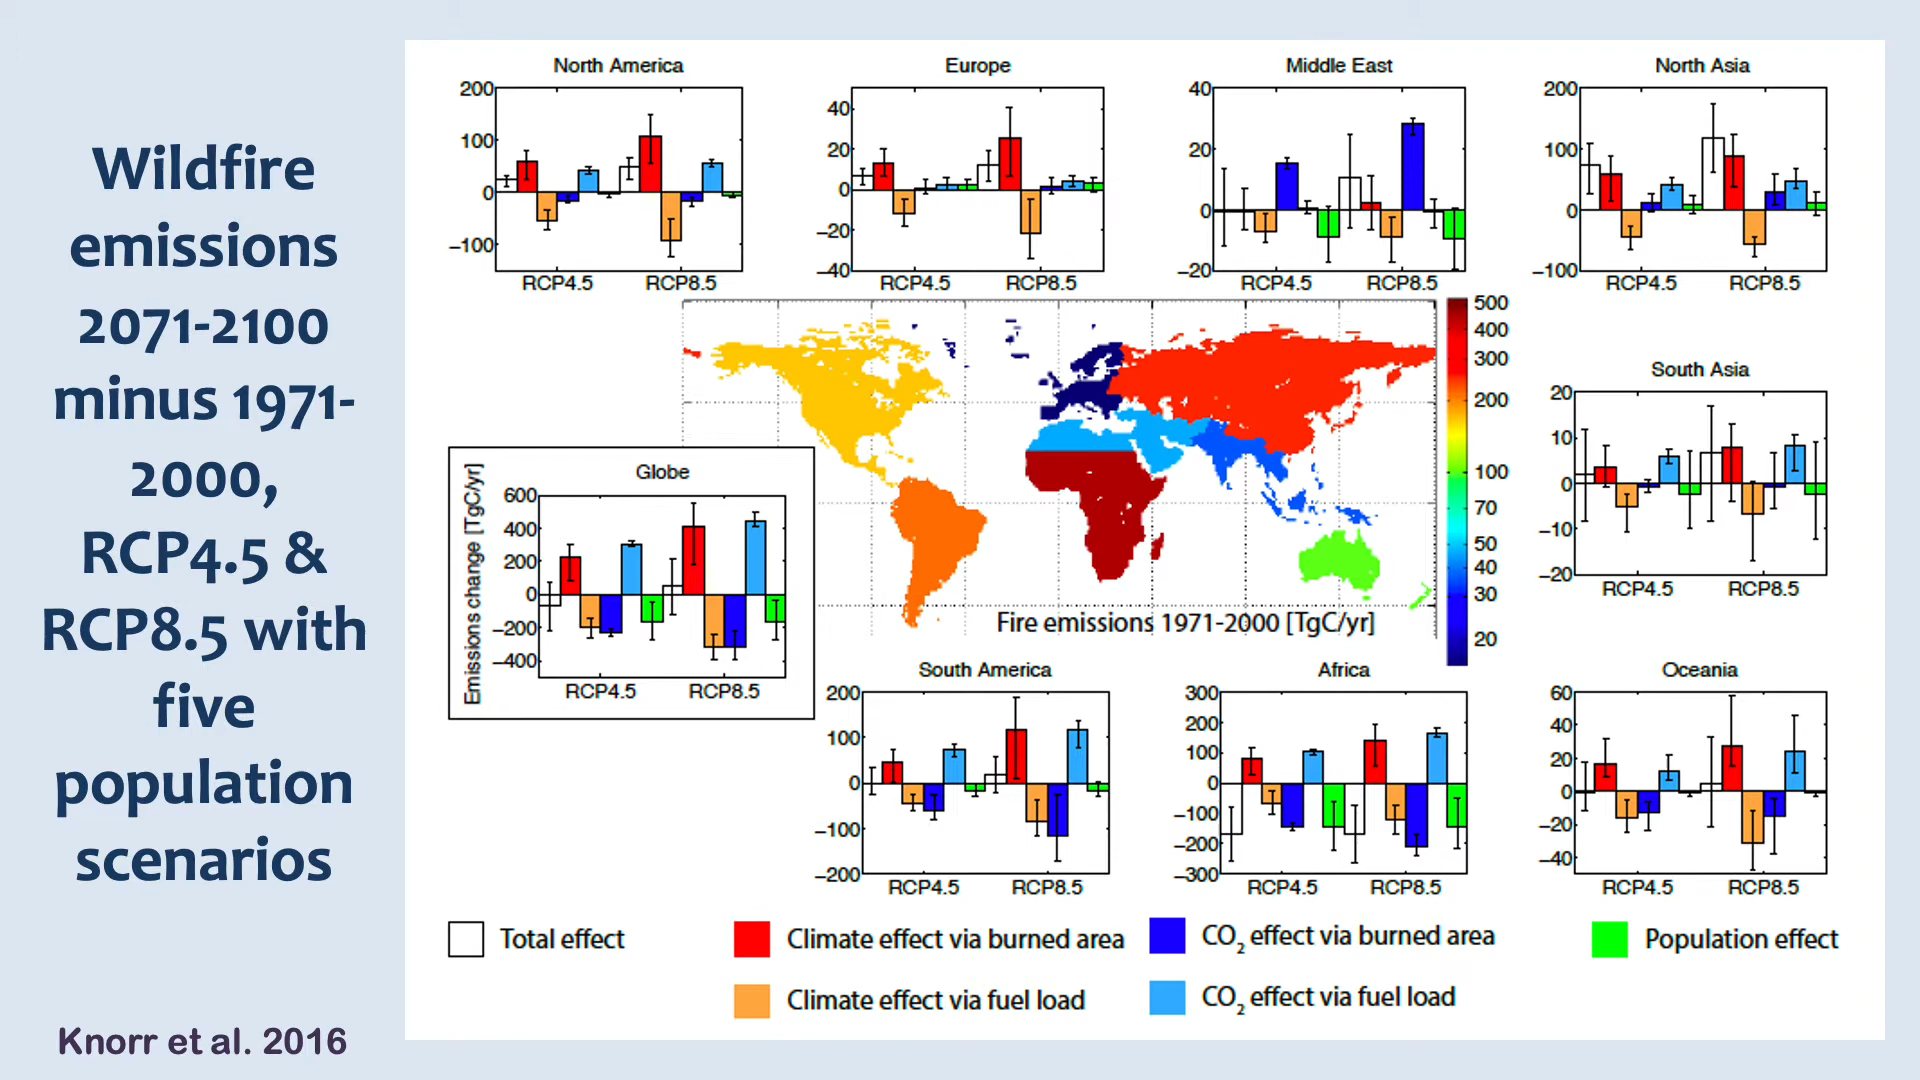 Wildfire
emissions
2071-2100
minus 1971-
2000,
RCP4.5 &
RCP8.5 with
five
population
scenarios
Knorr et al. 2016
North America
200
100
0
−100
RCP4.5
RCP8.5
Europe
40
20
0
−20
−40
RCP4.5
RCP8.5
Middle East
40
20
0
−20
RCP4.5
RCP8.5
North Asia
200
100
0
−100
RCP4.5
RCP8.5
500
400
300
200
100
70
50
40
30
20
Fire emissions 1971-2000 [TgC/yr]
South Asia
20
10
0
−10
−20
RCP4.5
RCP8.5
Globe
Emissions change [TgC/yr]
600
400
200
0
−200
−400
RCP4.5
RCP8.5
South America
200
100
0
−100
−200
RCP4.5
RCP8.5
Africa
300
200
100
0
−100
−200
−300
RCP4.5
RCP8.5
Oceania
60
40
20
0
−20
−40
RCP4.5
RCP8.5
Total effect
Climate effect via burned area
CO₂ effect via burned area
Population effect
Climate effect via fuel load
CO₂ effect via fuel load